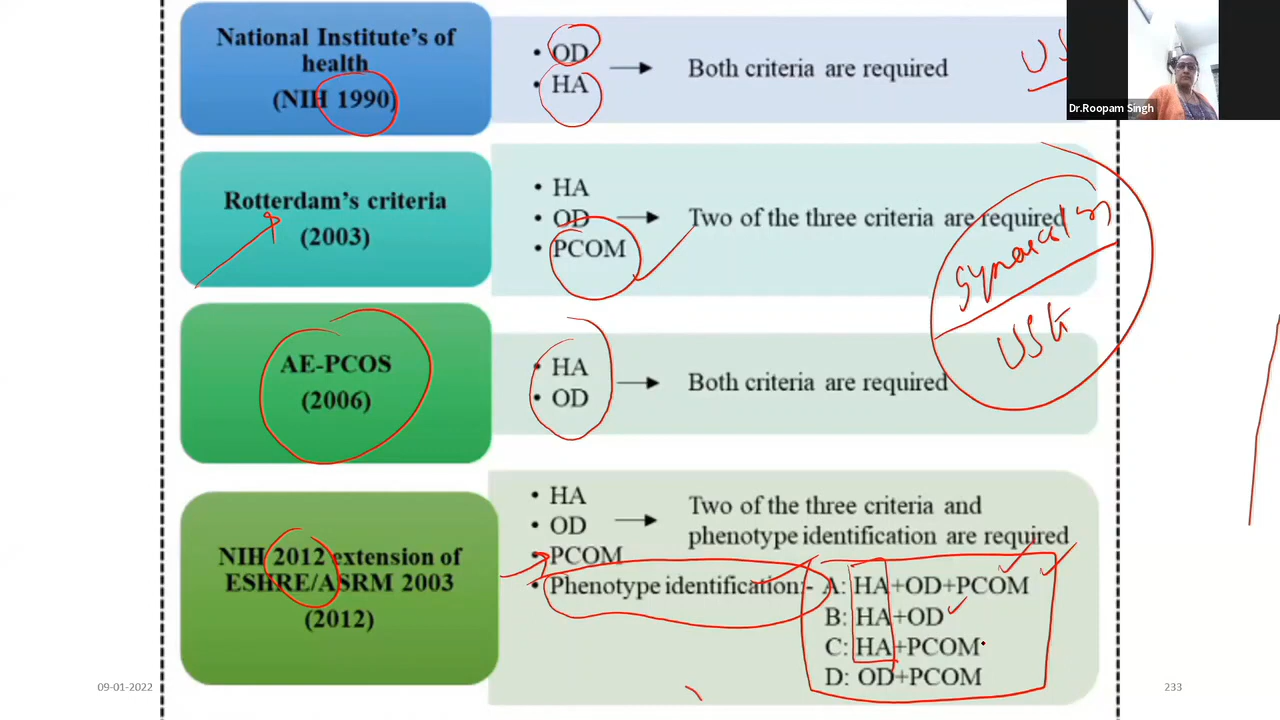 National Institute's of
health
(NIH 1990)
• OD
• HA
Both criteria are required
US
Dr.Roopam Singh
Rotterdam's criteria
(2003)
• HA
• OD
• PCOM
Two of the three criteria are required
USG
AE-PCOS
(2006)
• HA
• OD
Both criteria are required
NIH 2012 extension of
ESHRE/ASRM 2003
(2012)
• HA
• OD
• PCOM
• Phenotype identification:-
Two of the three criteria and
phenotype identification are required
A: HA+OD+PCOM
B: HA+OD
C: HA+PCOM
D: OD+PCOM
09-01-2022
233